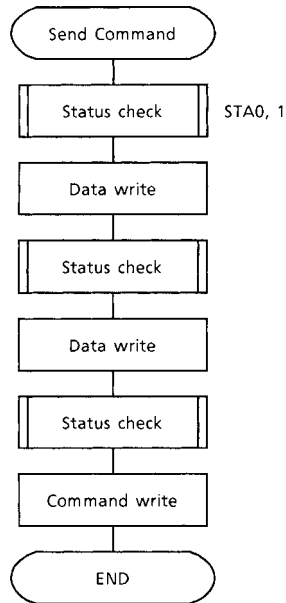 Send Command
Status check STA0, 1
Data write
Status check
Data write
Status check
Command write
END